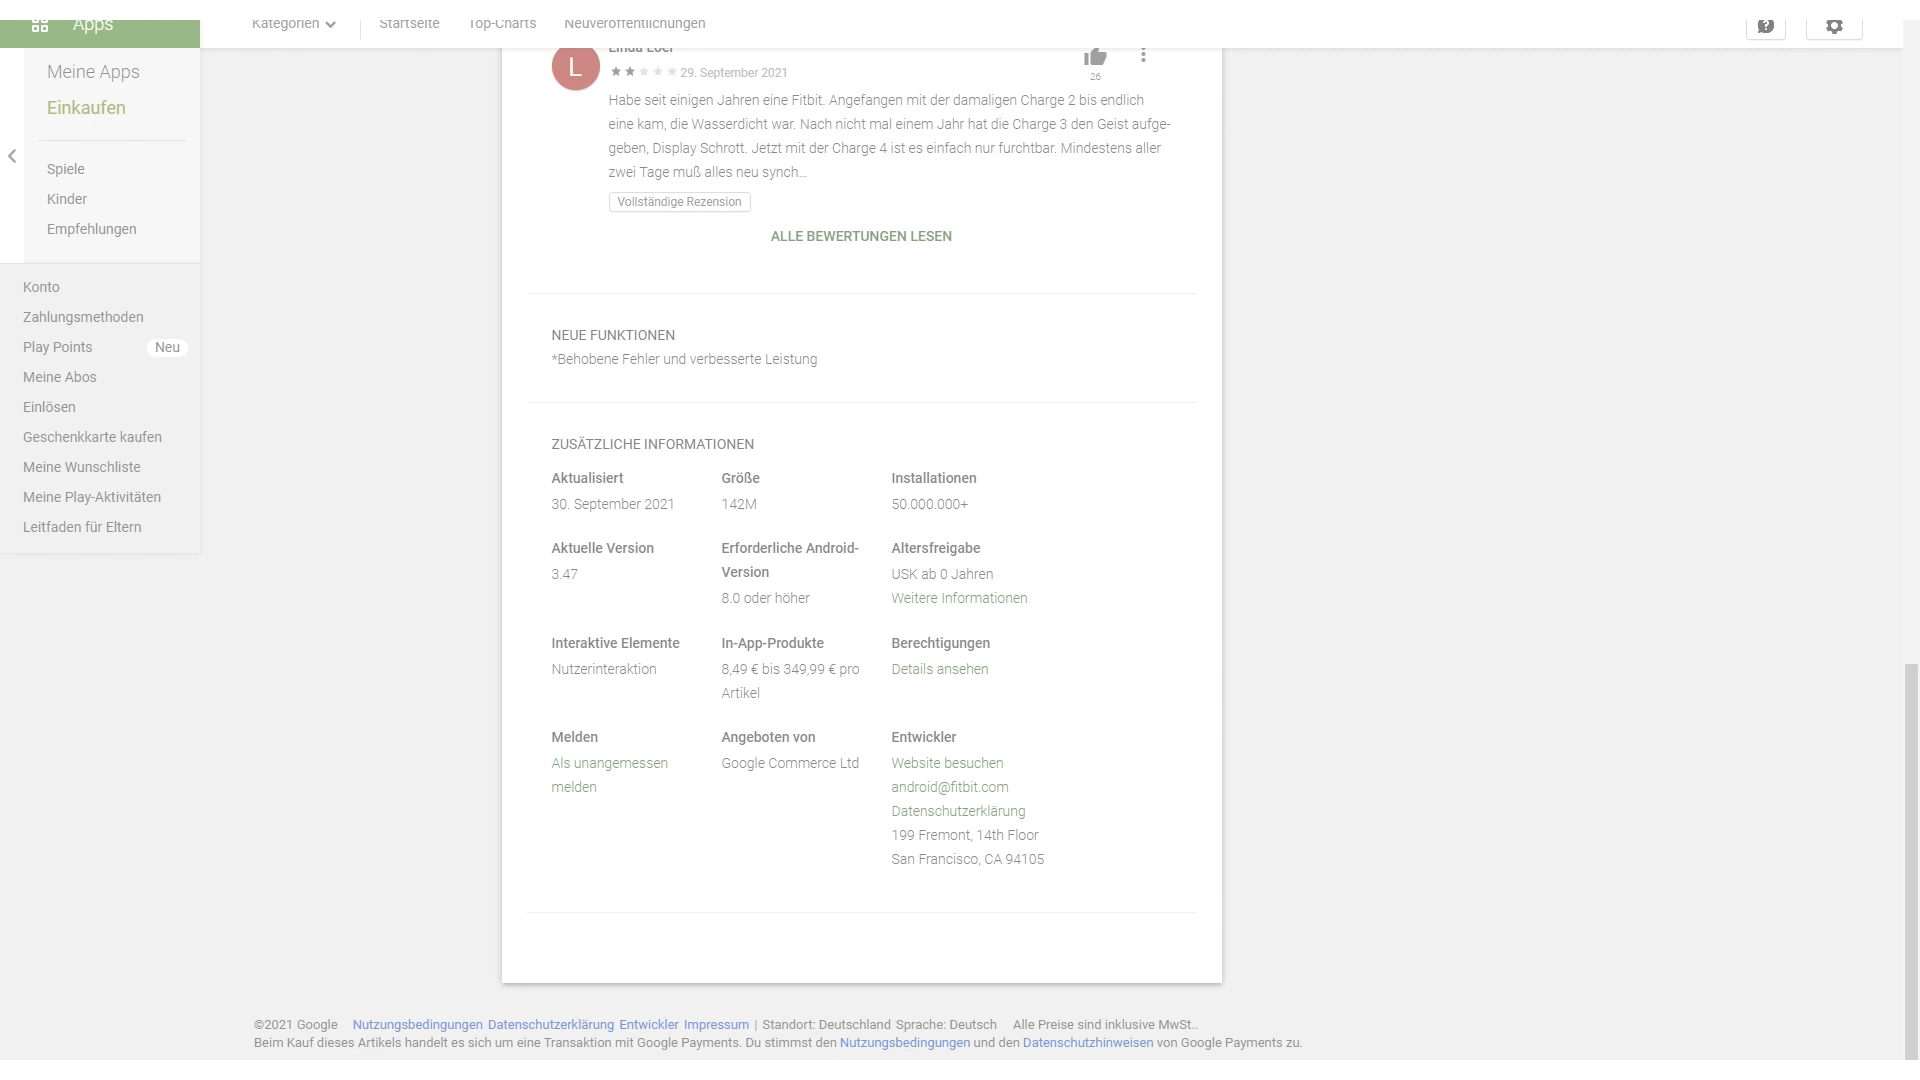 Apps
Kategorien
Startseite
Top-Charts
Neuveröffentlichungen
Meine Apps
Einkaufen
Spiele
Kinder
Empfehlungen
Konto
Zahlungsmethoden
Play Points
Neu
Meine Abos
Einlösen
Geschenkkarte kaufen
Meine Wunschliste
Meine Play-Aktivitäten
Leitfaden für Eltern
L
Linda Loer
29. September 2021
26
Habe seit einigen Jahren eine Fitbit. Angefangen mit der damaligen Charge 2 bis endlich
eine kam, die Wasserdicht war. Nach nicht mal einem Jahr hat die Charge 3 den Geist aufge-
geben, Display Schrott. Jetzt mit der Charge 4 ist es einfach nur furchtbar. Mindestens aller
zwei Tage muß alles neu synch...
Vollständige Rezension
ALLE BEWERTUNGEN LESEN
NEUE FUNKTIONEN
*Behobene Fehler und verbesserte Leistung
ZUSÄTZLICHE INFORMATIONEN
Aktualisiert
30. September 2021
Größe
142M
Installationen
50.000.000+
Aktuelle Version
3.47
Erforderliche Android-
Version
8.0 oder höher
Altersfreigabe
USK ab 0 Jahren
Weitere Informationen
Interaktive Elemente
Nutzerinteraktion
In-App-Produkte
8,49 € bis 349,99 € pro
Artikel
Berechtigungen
Details ansehen
Melden
Als unangemessen
melden
Angeboten von
Google Commerce Ltd
Entwickler
Website besuchen
android@fitbit.com
Datenschutzerklärung
199 Fremont, 14th Floor
San Francisco, CA 94105
©2021 Google Nutzungsbedingungen Datenschutzerklärung Entwickler Impressum | Standort: Deutschland Sprache: Deutsch Alle Preise sind inklusive MwSt..
Beim Kauf dieses Artikels handelt es sich um eine Transaktion mit Google Payments. Du stimmst den Nutzungsbedingungen und den Datenschutzhinweisen von Google Payments zu.